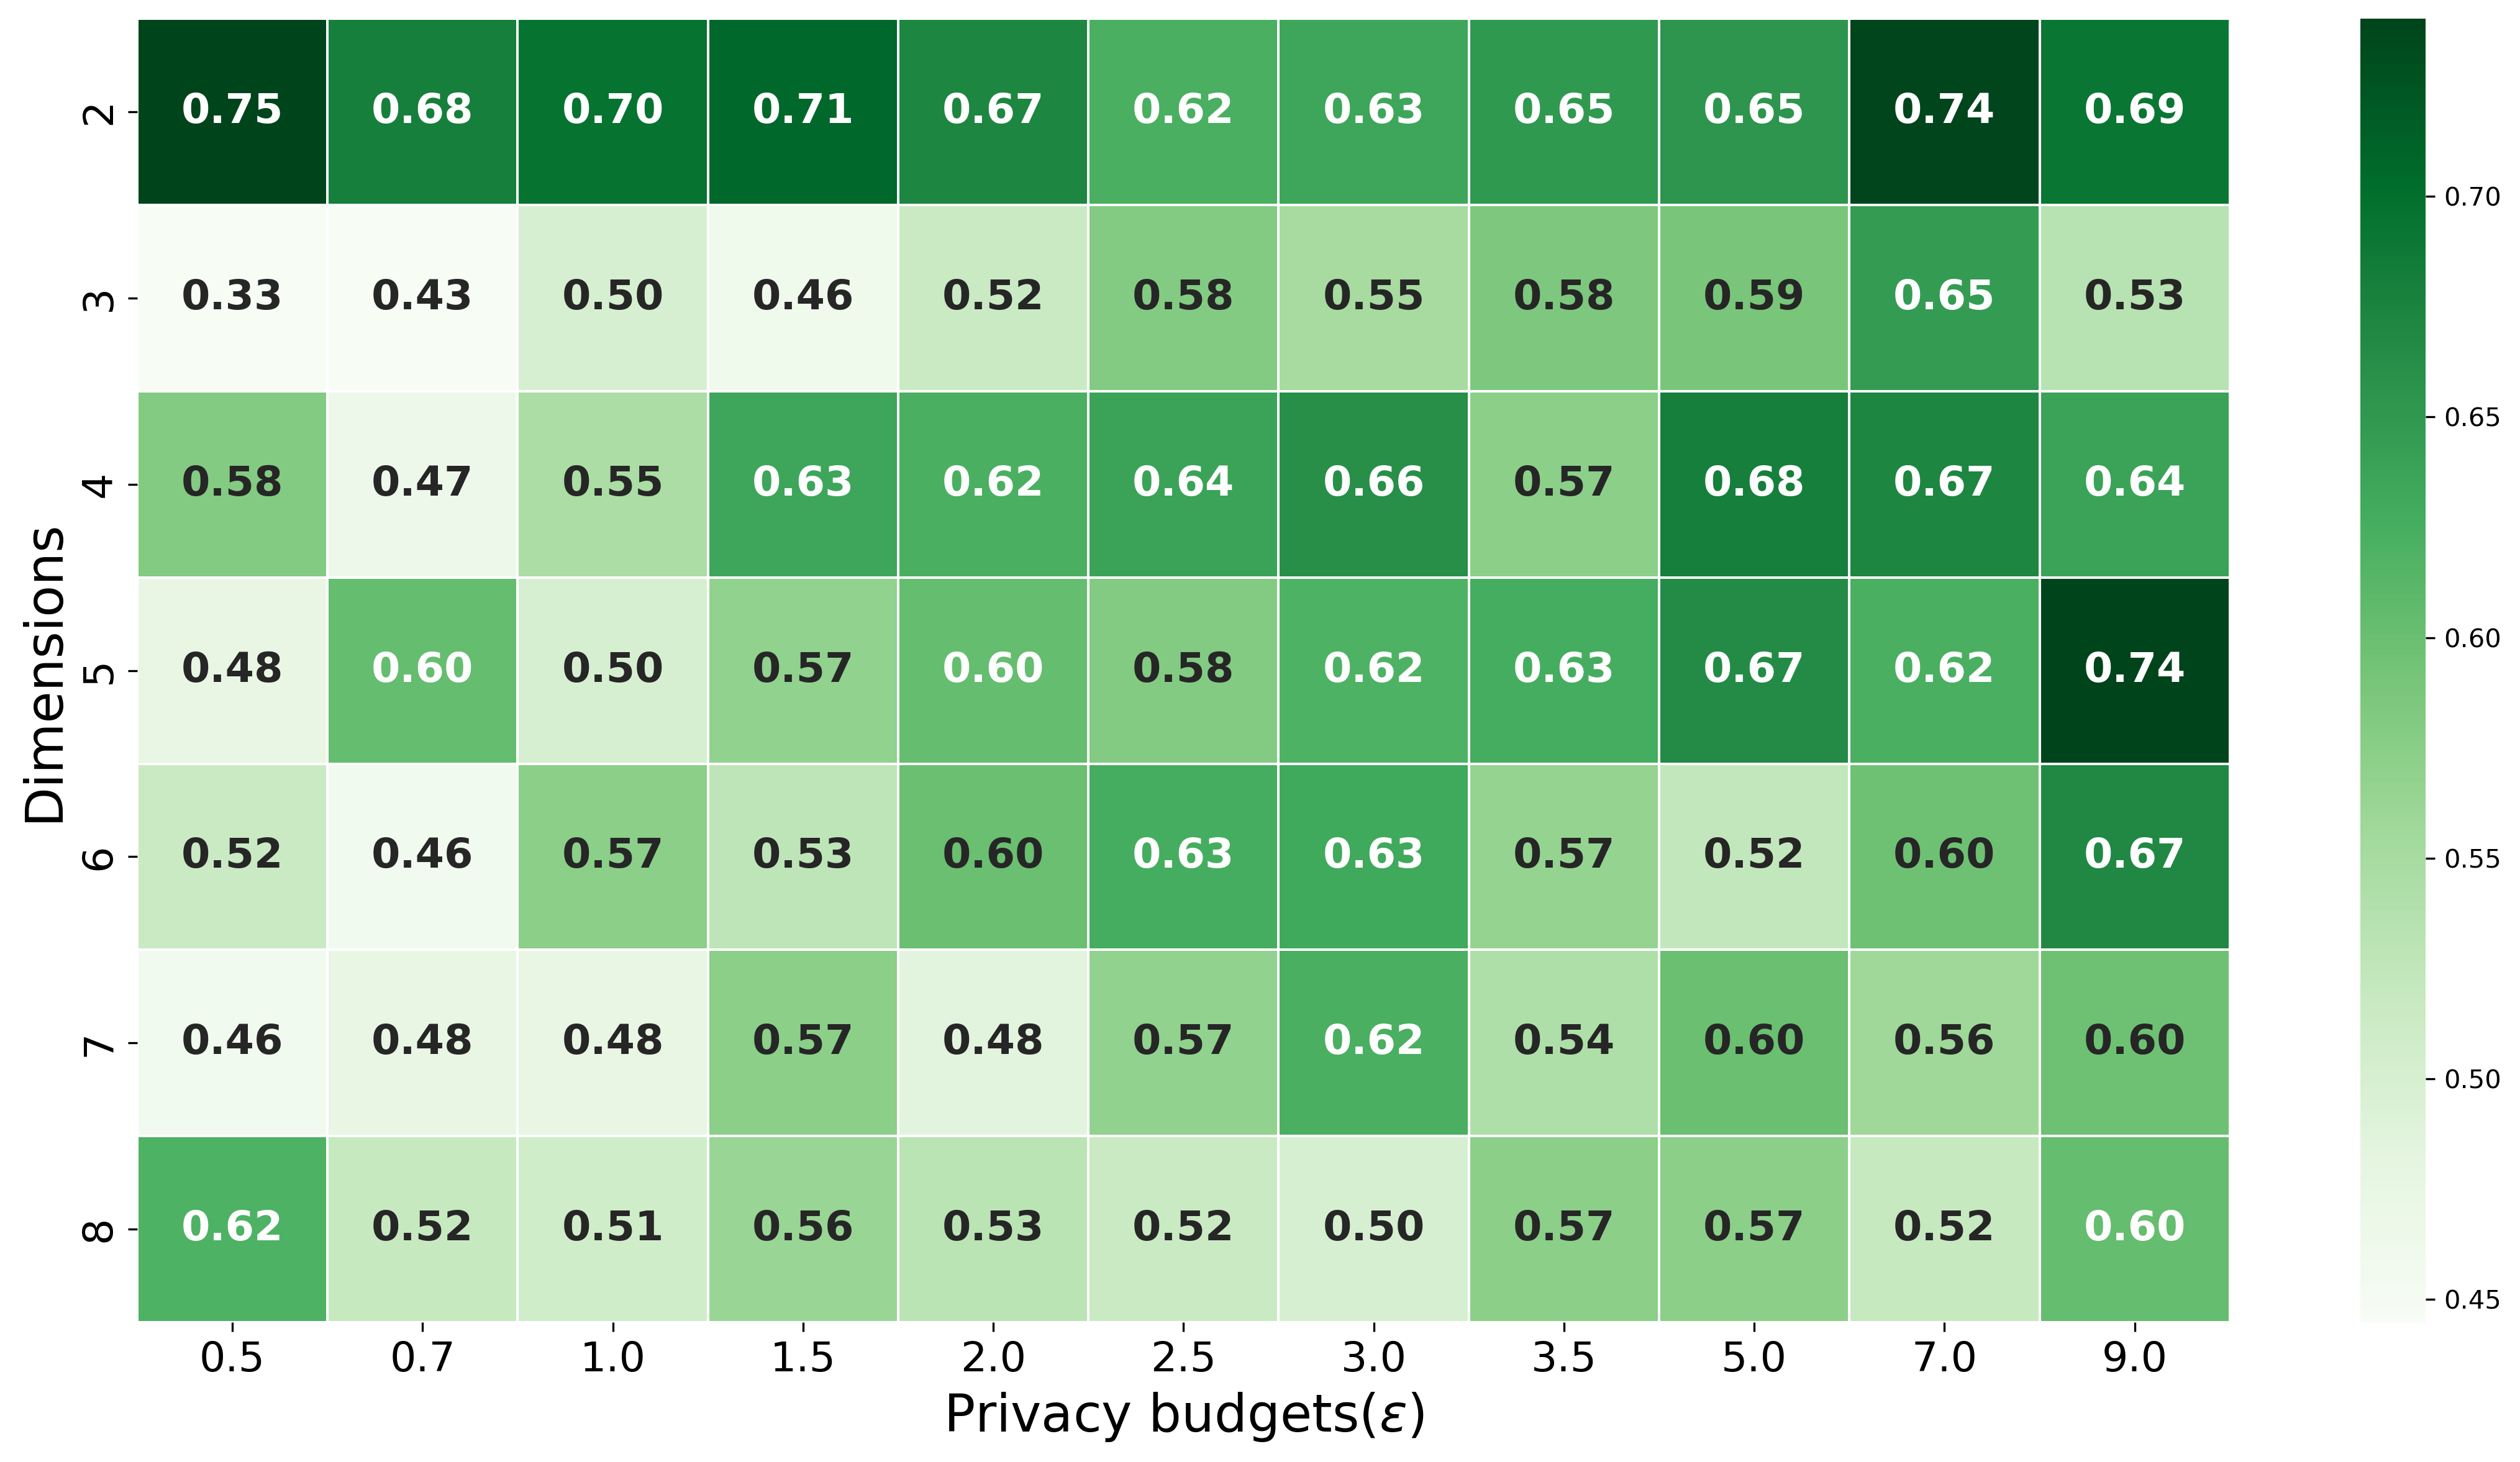 2 0.75 0.68 0.70 0.71 0.67 0.62 0.63 0.65 0.65 0.74 0.69
3 0.33 0.43 0.50 0.46 0.52 0.58 0.55 0.58 0.59 0.65 0.53
4 0.58 0.47 0.55 0.63 0.62 0.64 0.66 0.57 0.68 0.67 0.64
5 0.48 0.60 0.50 0.57 0.60 0.58 0.62 0.63 0.67 0.62 0.74
6 0.52 0.46 0.57 0.53 0.60 0.63 0.63 0.57 0.52 0.60 0.67
7 0.46 0.48 0.48 0.57 0.48 0.57 0.62 0.54 0.60 0.56 0.60
8 0.62 0.52 0.51 0.56 0.53 0.52 0.50 0.57 0.57 0.52 0.60
0.5 0.7 1.0 1.5 2.0 2.5 3.0 3.5 5.0 7.0 9.0
Privacy budgets(ε)
Dimensions
0.70
0.65
0.60
0.55
0.50
0.45